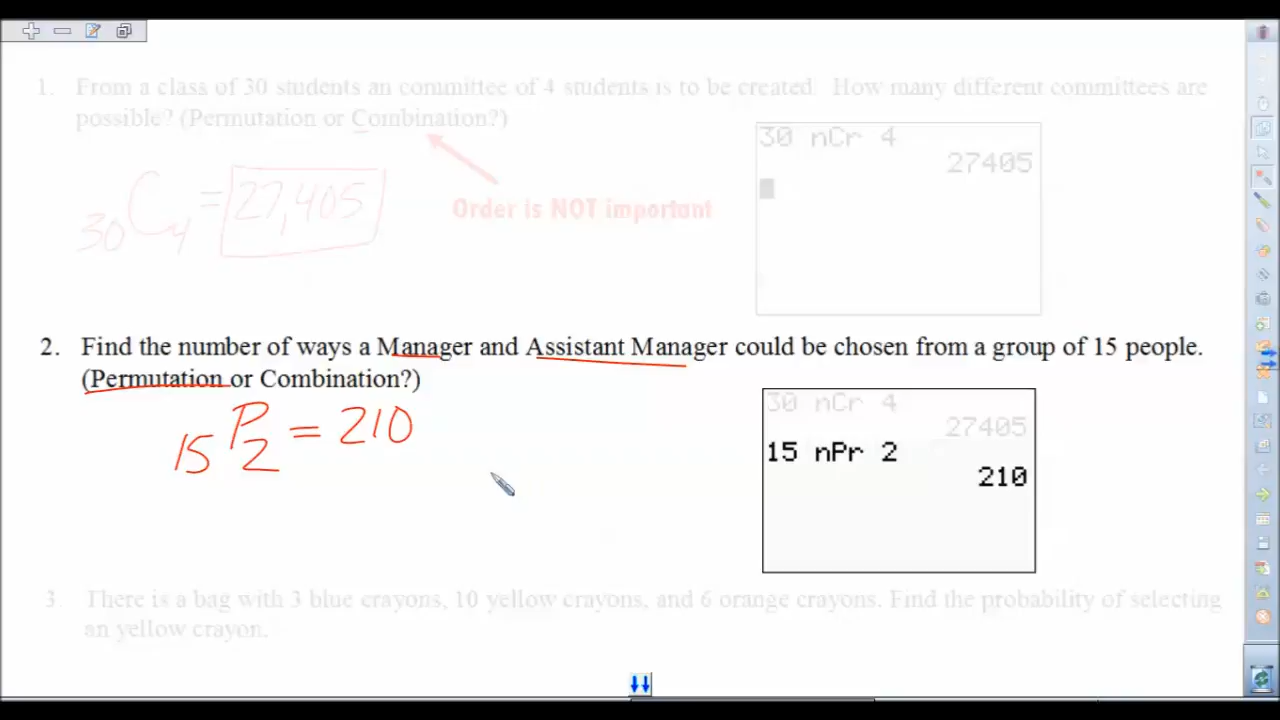 1. From a class of 30 students an committee of 4 students is to be created. How many different committees are
possible? (Permutation or Combination?)
30 nCr 4
27405
30C4 = 27,405
Order is NOT important
2. Find the number of ways a Manager and Assistant Manager could be chosen from a group of 15 people.
(Permutation or Combination?)
15P2 = 210
30 nCr 4
27405
15 nPr 2
210
3. There is a bag with 3 blue crayons, 10 yellow crayons, and 6 orange crayons. Find the probability of selecting
an yellow crayon.